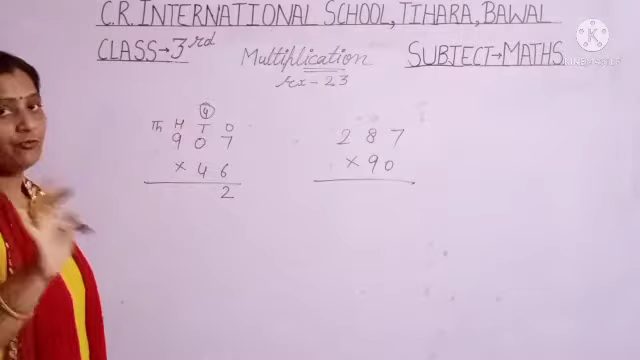 C.R. INTERNATIONAL SCHOOL, TIHARA, BAWAL
CLASS→3rd
Multiplication
SUBJECT→MATHS
Ex-23
K
KINEMASTER
4
Th H T O
9 0 7
× 4 6
2
2 8 7
× 9 0